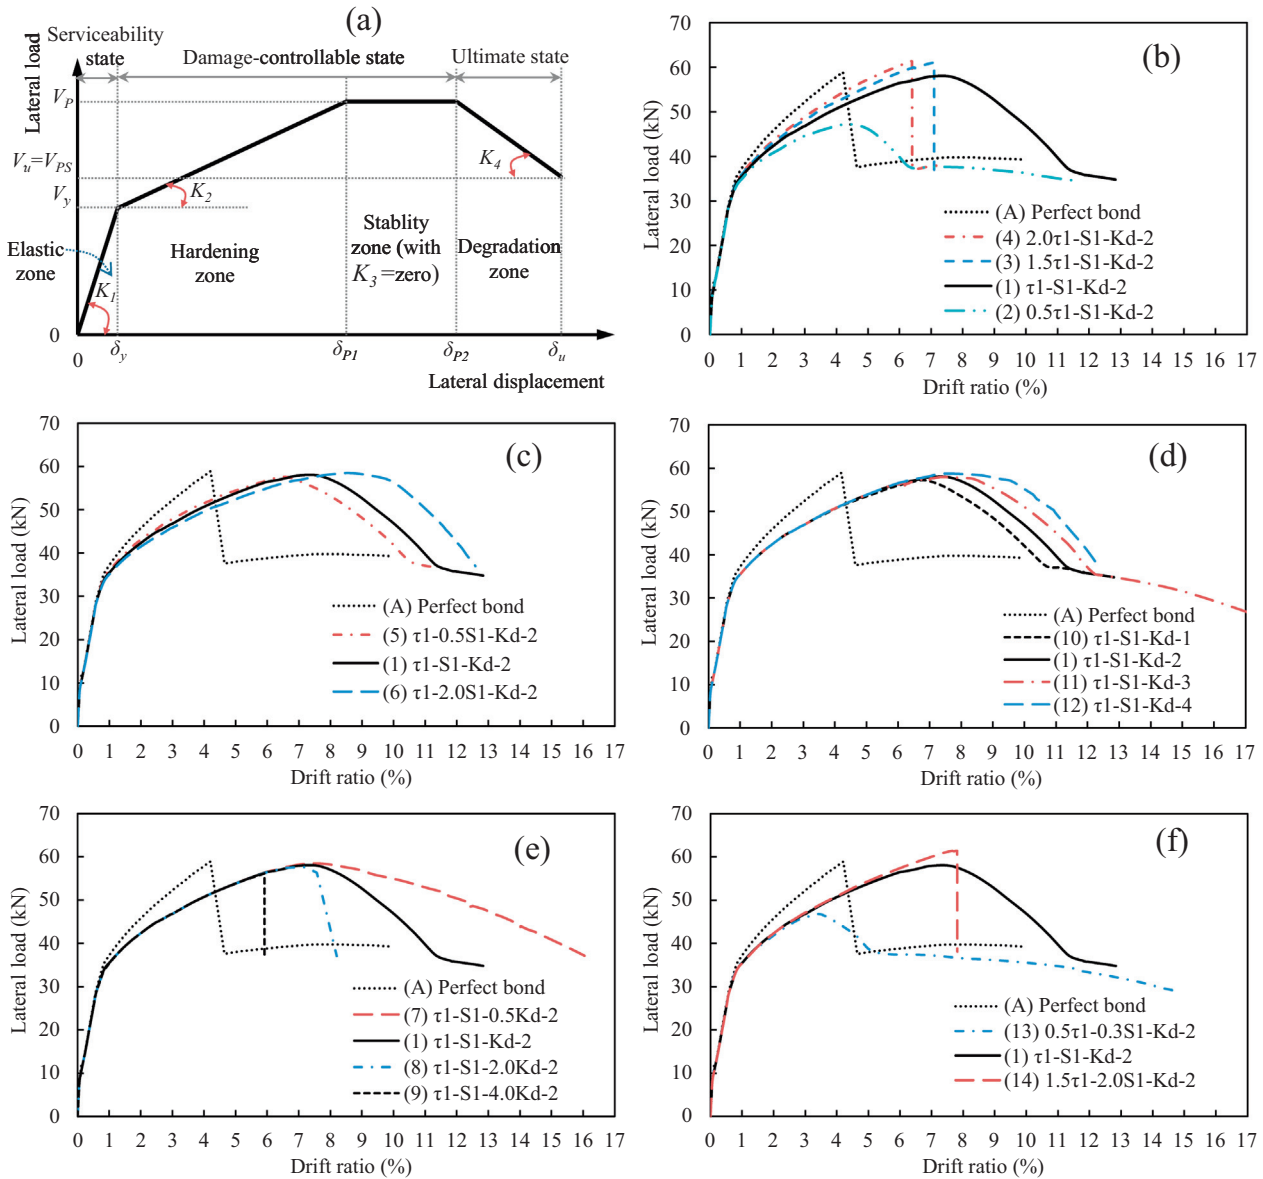 (a)
Serviceability
state
Damage-controllable state
Ultimate state
Lateral load
V_P
V_u=V_PS
V_y
K_4
K_2
Elastic
zone
Hardening
zone
Stablity
zone (with
K_3=zero)
Degradation
zone
K_1
0
0
δ_y
δ_P1
δ_P2
δ_u
Lateral displacement
(b)
Lateral load (kN)
70
60
50
40
30
20
10
0
(A) Perfect bond
(4) 2.0τ1-S1-Kd-2
(3) 1.5τ1-S1-Kd-2
(1) τ1-S1-Kd-2
(2) 0.5τ1-S1-Kd-2
0 1 2 3 4 5 6 7 8 9 10 11 12 13 14 15 16 17
Drift ratio (%)
(c)
Lateral load (kN)
70
60
50
40
30
20
10
0
(A) Perfect bond
(5) τ1-0.5S1-Kd-2
(1) τ1-S1-Kd-2
(6) τ1-2.0S1-Kd-2
0 1 2 3 4 5 6 7 8 9 10 11 12 13 14 15 16 17
Drift ratio (%)
(d)
Lateral load (kN)
70
60
50
40
30
20
10
0
(A) Perfect bond
(10) τ1-S1-Kd-1
(1) τ1-S1-Kd-2
(11) τ1-S1-Kd-3
(12) τ1-S1-Kd-4
0 1 2 3 4 5 6 7 8 9 10 11 12 13 14 15 16 17
Drift ratio (%)
(e)
Lateral load (kN)
70
60
50
40
30
20
10
0
(A) Perfect bond
(7) τ1-S1-0.5Kd-2
(1) τ1-S1-Kd-2
(8) τ1-S1-2.0Kd-2
(9) τ1-S1-4.0Kd-2
0 1 2 3 4 5 6 7 8 9 10 11 12 13 14 15 16 17
Drift ratio (%)
(f)
Lateral load (kN)
70
60
50
40
30
20
10
0
(A) Perfect bond
(13) 0.5τ1-0.3S1-Kd-2
(1) τ1-S1-Kd-2
(14) 1.5τ1-2.0S1-Kd-2
0 1 2 3 4 5 6 7 8 9 10 11 12 13 14 15 16 17
Drift ratio (%)